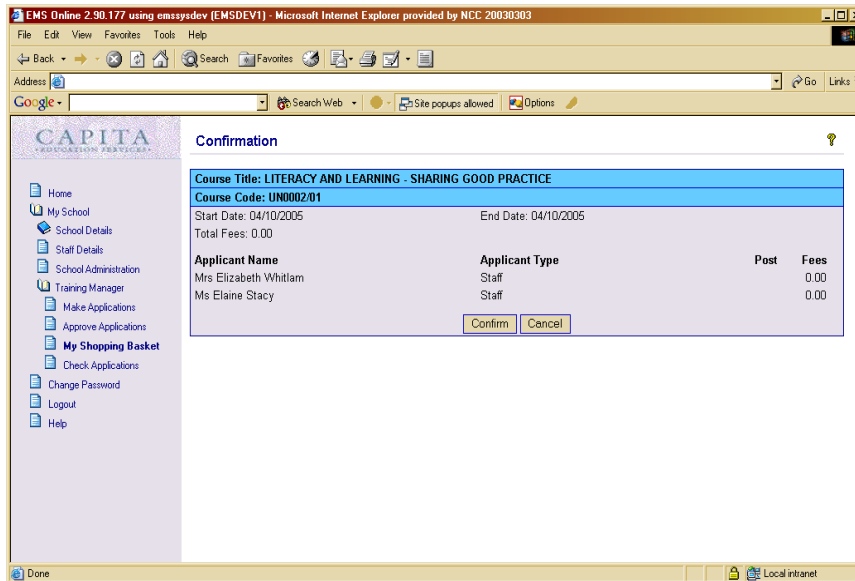 EMS Online 2.90.177 using emssysdev (EMSDEV1) - Microsoft Internet Explorer provided by NCC 20030303
File Edit View Favorites Tools Help
Back Search Favorites
Address Go Links
Google Search Web Site popups allowed Options
CAPITA
EDUCATION SERVICES
Confirmation
?
Home
My School
School Details
Staff Details
School Administration
Training Manager
Make Applications
Approve Applications
My Shopping Basket
Check Applications
Change Password
Logout
Help
Course Title: LITERACY AND LEARNING - SHARING GOOD PRACTICE
Course Code: UN0002/01
Start Date: 04/10/2005 End Date: 04/10/2005
Total Fees: 0.00
Applicant Name Applicant Type Post Fees
Mrs Elizabeth Whitlam Staff 0.00
Ms Elaine Stacy Staff 0.00
Confirm Cancel
Done Local intranet